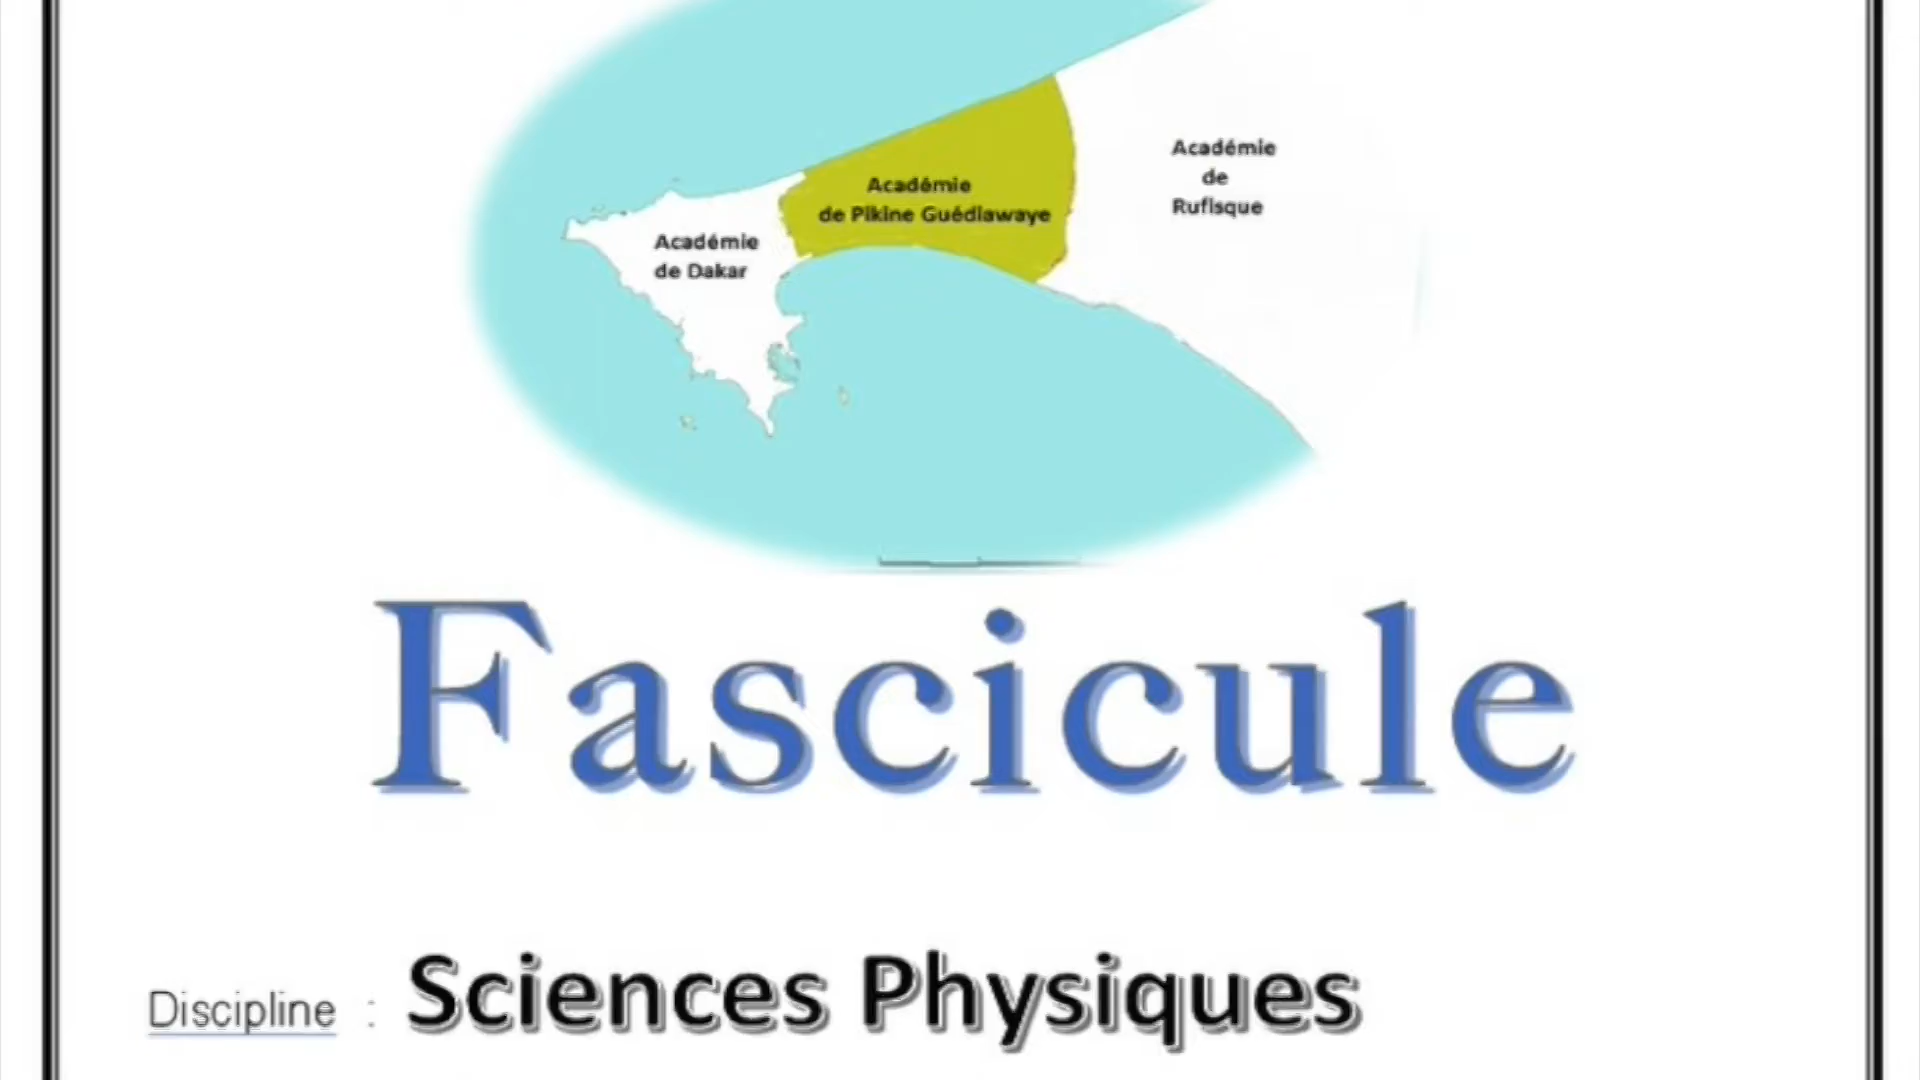 Académie
de
Rufisque
Académie
de Pikine Guédiawaye
Académie
de Dakar
Fascicule
Discipline : Sciences Physiques